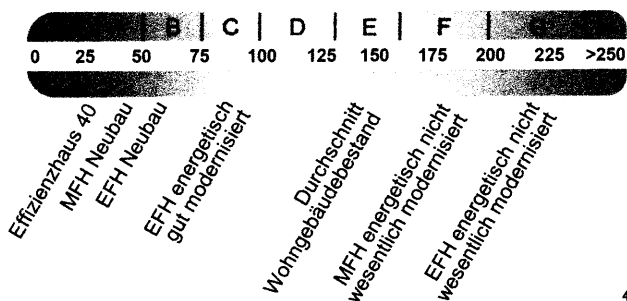 B C D E F G
0 25 50 75 100 125 150 175 200 225 >250
Effizienzhaus 40
MFH Neubau
EFH Neubau
EFH energetisch
gut modernisiert
Durchschnitt
Wohngebäudebestand
MFH energetisch nicht
wesentlich modernisiert
EFH energetisch nicht
wesentlich modernisiert